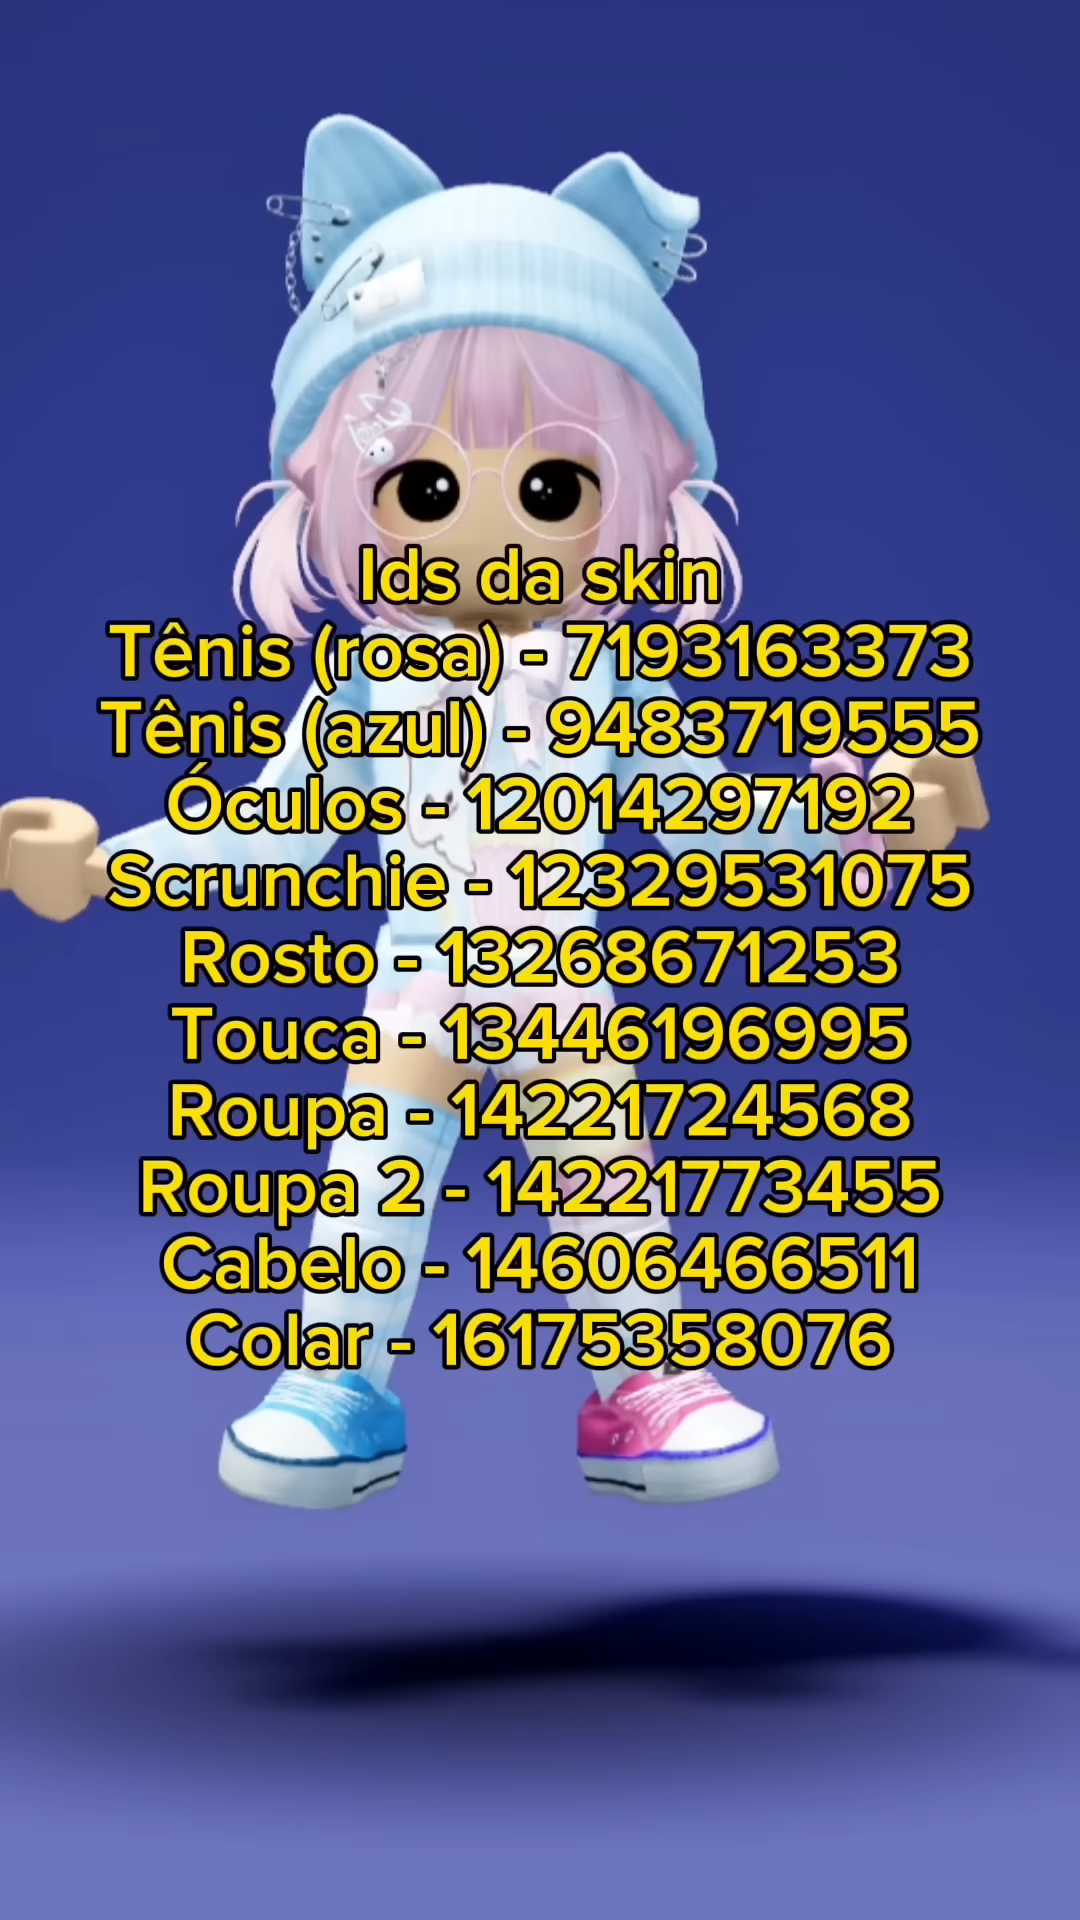 Ids da skin
Tênis (rosa) - 7193163373
Tênis (azul) - 9483719555
Óculos - 12014297192
Scrunchie - 12329531075
Rosto - 13268671253
Touca - 13446196995
Roupa - 14221724568
Roupa 2 - 14221773455
Cabelo - 14606466511
Colar - 16175358076